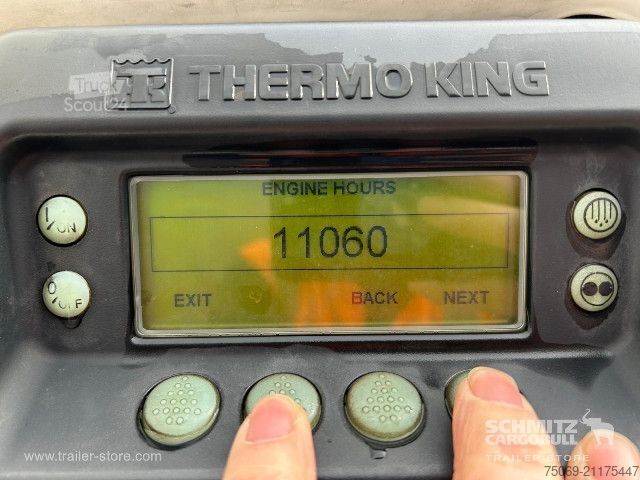 THERMO KING
TK
Truck
Scout24
ENGINE HOURS
11060
EXIT BACK NEXT
I/ON
O/OFF
SCHMITZ
CARGOBULL
TRAILER STORE
www.trailer-store.com
75069-21175447